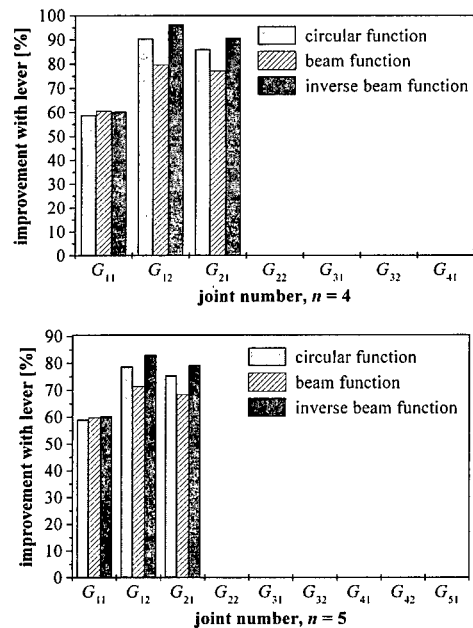 improvement with lever [%]
100
90
80
70
60
50
40
30
20
10
0
circular function
beam function
inverse beam function
G11 G12 G21 G22 G31 G32 G41
joint number, n = 4
improvement with lever [%]
90
80
70
60
50
40
30
20
10
0
circular function
beam function
inverse beam function
G11 G12 G21 G22 G31 G32 G41 G42 G51
joint number, n = 5